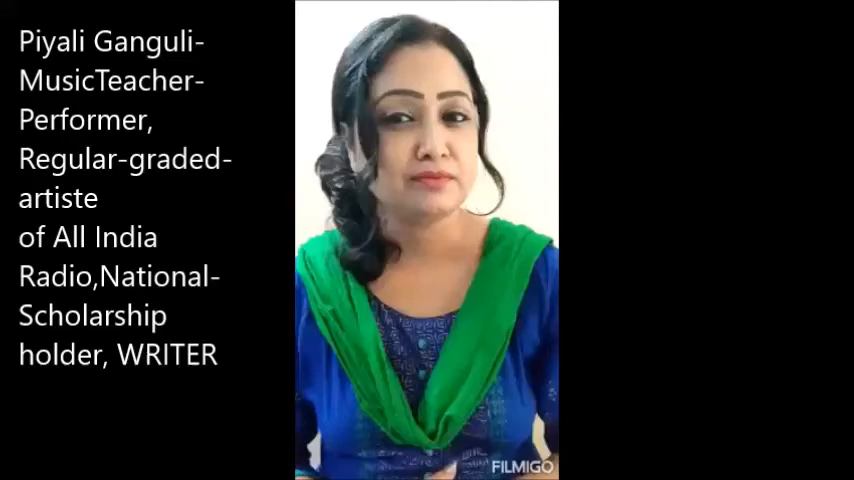 Piyali Ganguli-
MusicTeacher-
Performer,
Regular-graded-
artiste
of All India
Radio,National-
Scholarship
holder, WRITER
FILMIGO